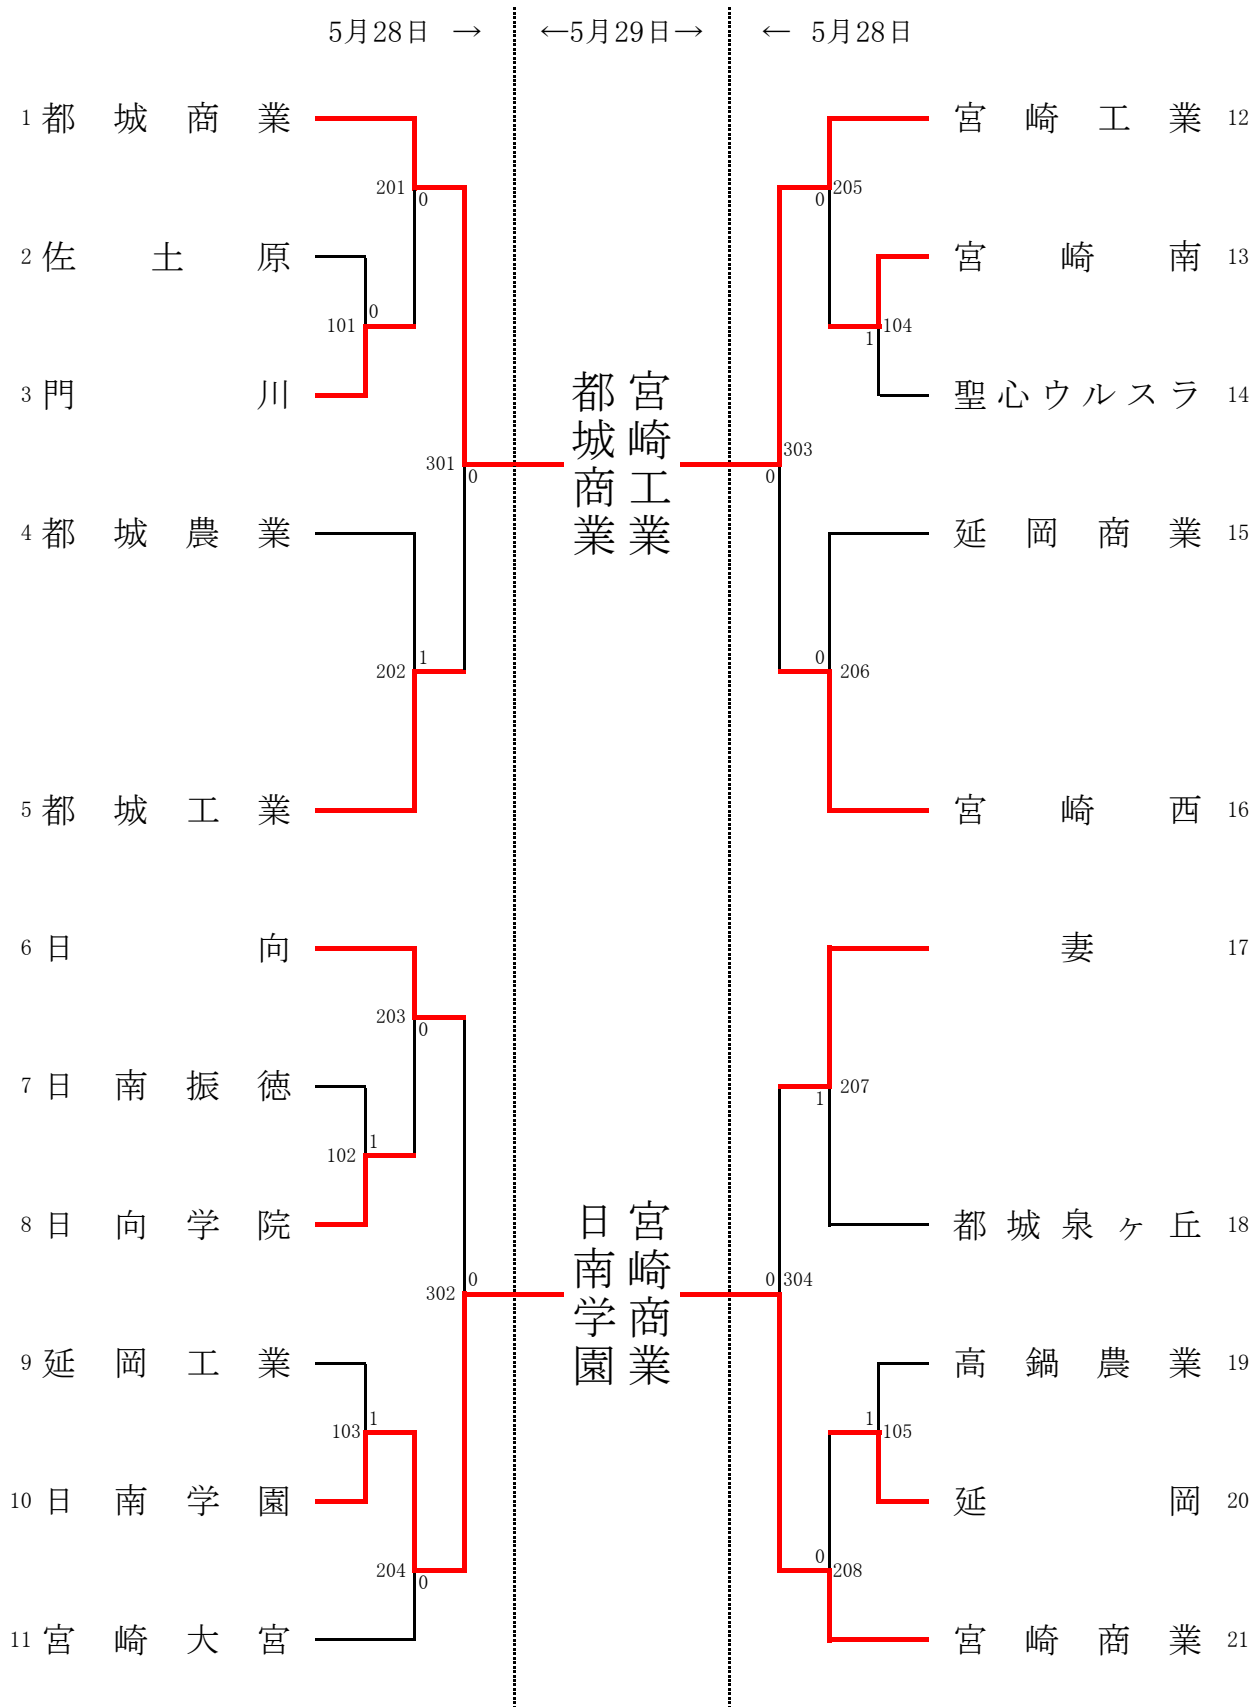 5月28日 →
←5月29日→
← 5月28日
1 都城商業
201
0
2 佐土原
0
101
3 門川
301
0
4 都城農業
1
202
5 都城工業
6 日向
203
0
7 日南振徳
1
102
8 日向学院
0
302
9 延岡工業
1
103
10 日南学園
204
0
11 宮崎大宮
都城商業
宮崎工業
日南学園
宮崎商業
宮崎工業 12
205
0
宮崎南 13
104
1
聖心ウルスラ 14
303
0
延岡商業 15
0
206
宮崎西 16
妻 17
207
1
都城泉ヶ丘 18
0 304
高鍋農業 19
1
105
延岡 20
0
208
宮崎商業 21